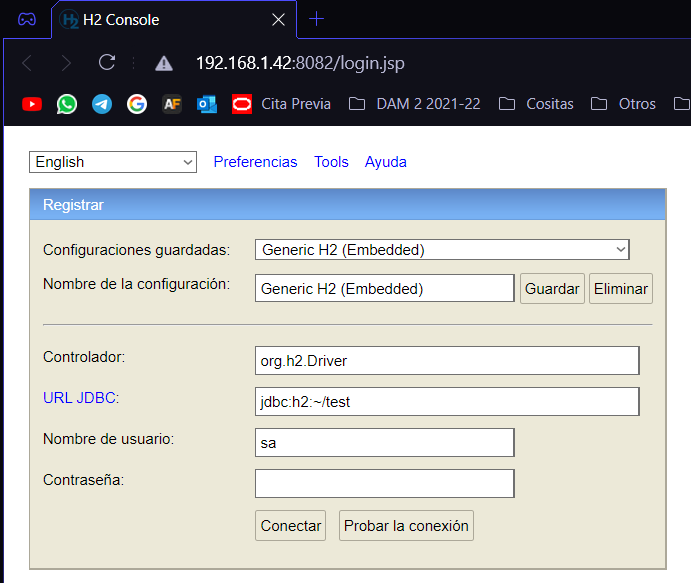 H2 H2 Console
192.168.1.42:8082/login.jsp
G AF Cita Previa DAM 2 2021-22 Cositas Otros
English Preferencias Tools Ayuda
Registrar
Configuraciones guardadas: Generic H2 (Embedded)
Nombre de la configuración: Generic H2 (Embedded) Guardar Eliminar
Controlador: org.h2.Driver
URL JDBC: jdbc:h2:~/test
Nombre de usuario: sa
Contraseña:
Conectar Probar la conexión